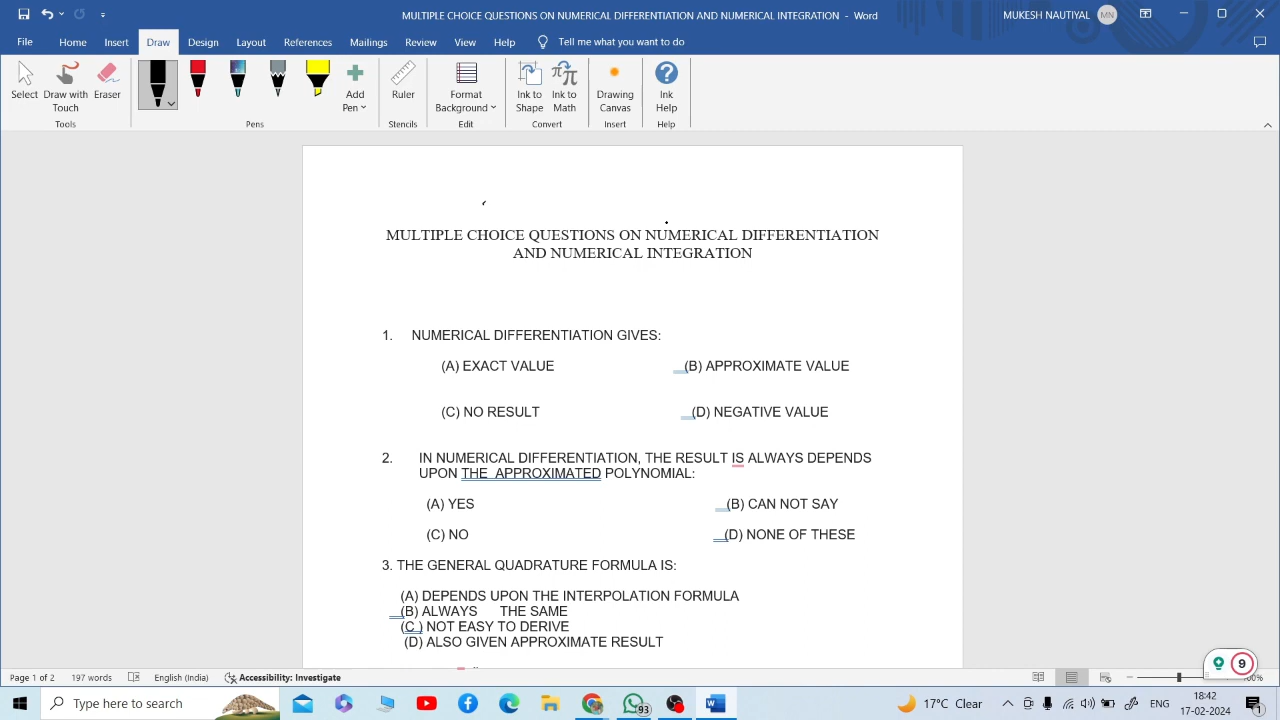 MULTIPLE CHOICE QUESTIONS ON NUMERICAL DIFFERENTIATION AND NUMERICAL INTEGRATION - Word
MUKESH NAUTIYAL MN
File Home Insert Draw Design Layout References Mailings Review View Help Tell me what you want to do
Select Draw with Touch Eraser Add Pen Ruler Format Background Ink to Shape Ink to Math Drawing Canvas Ink Help
Tools Pens Stencils Edit Convert Insert Help
MULTIPLE CHOICE QUESTIONS ON NUMERICAL DIFFERENTIATION
AND NUMERICAL INTEGRATION
1. NUMERICAL DIFFERENTIATION GIVES:
(A) EXACT VALUE (B) APPROXIMATE VALUE
(C) NO RESULT (D) NEGATIVE VALUE
2. IN NUMERICAL DIFFERENTIATION, THE RESULT IS ALWAYS DEPENDS
UPON THE APPROXIMATED POLYNOMIAL:
(A) YES (B) CAN NOT SAY
(C) NO (D) NONE OF THESE
3. THE GENERAL QUADRATURE FORMULA IS:
(A) DEPENDS UPON THE INTERPOLATION FORMULA
(B) ALWAYS THE SAME
(C ) NOT EASY TO DERIVE
(D) ALSO GIVEN APPROXIMATE RESULT
9
Page 1 of 2 197 words English (India) Accessibility: Investigate
Type here to search 93 17°C Clear 18:42
17-02-2024 1